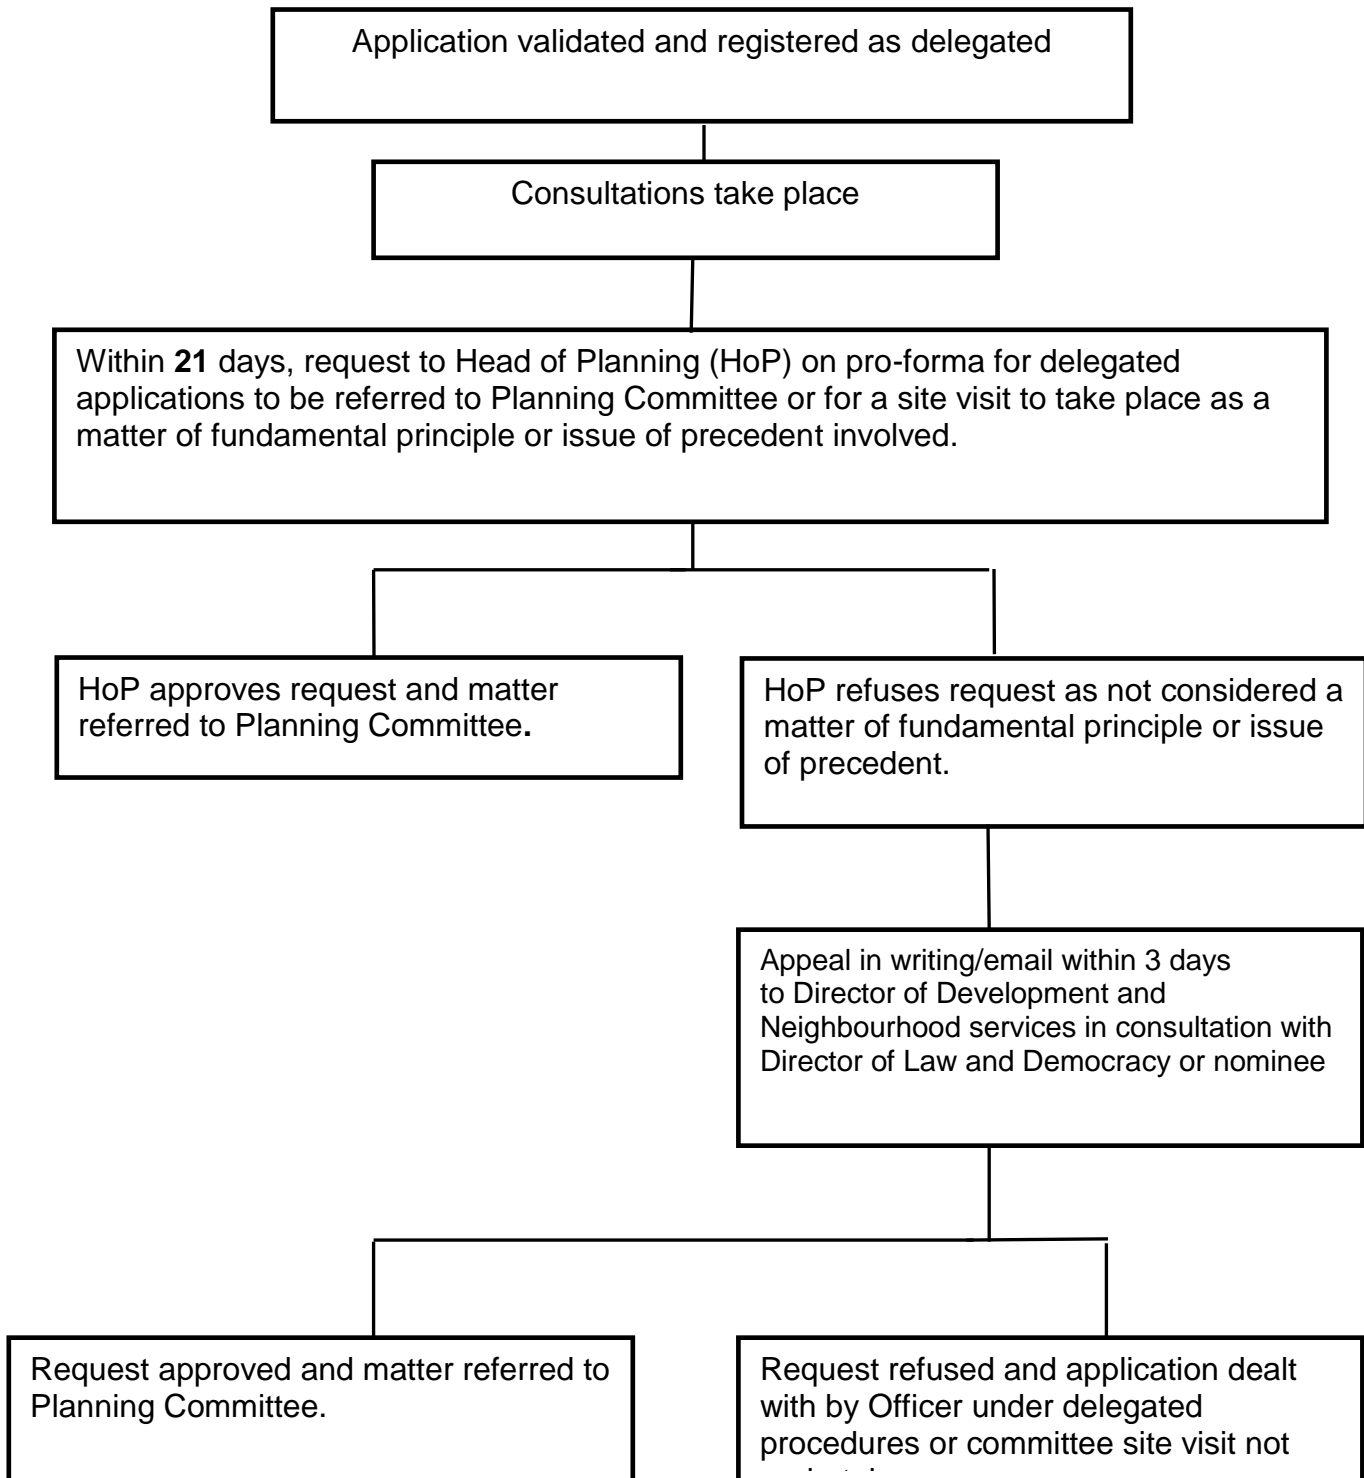 Application validated and registered as delegated
Consultations take place
Within 21 days, request to Head of Planning (HoP) on pro-forma for delegated
applications to be referred to Planning Committee or for a site visit to take place as a
matter of fundamental principle or issue of precedent involved.
HoP approves request and matter
referred to Planning Committee.
HoP refuses request as not considered a
matter of fundamental principle or issue
of precedent.
Appeal in writing/email within 3 days
to Director of Development and
Neighbourhood services in consultation with
Director of Law and Democracy or nominee
Request approved and matter referred to
Planning Committee.
Request refused and application dealt
with by Officer under delegated
procedures or committee site visit not